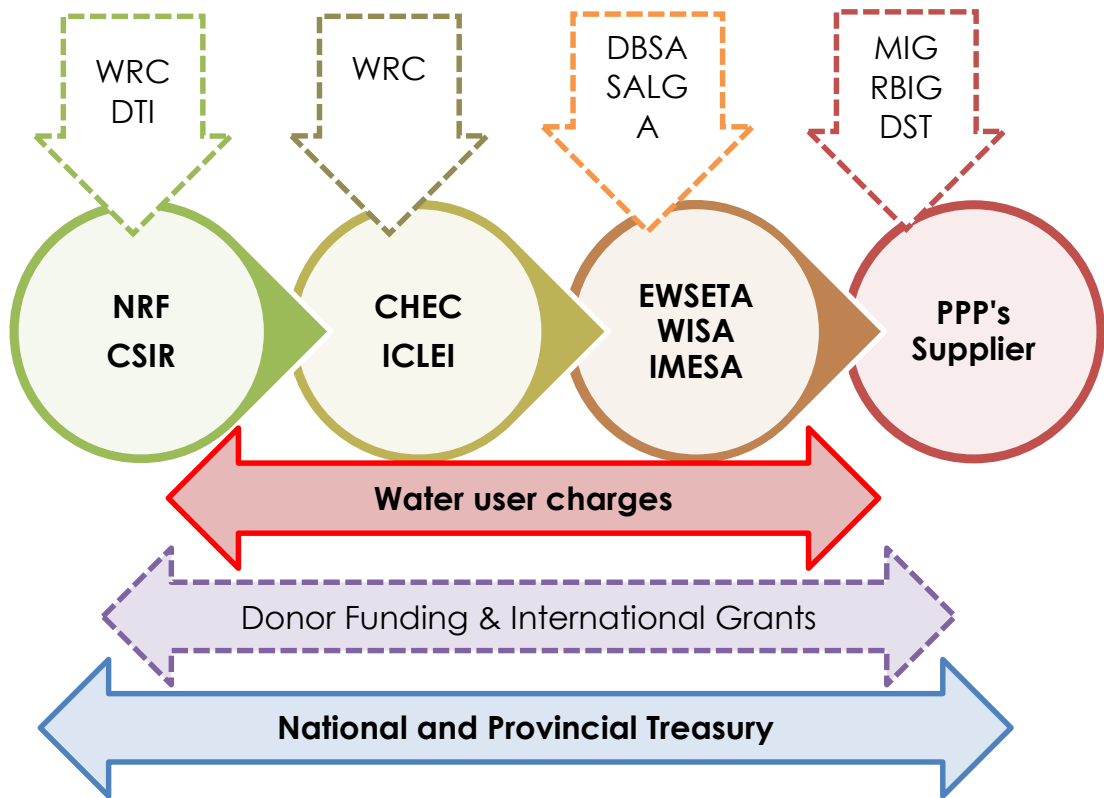 WRC
DTI
WRC
DBSA
SALG
A
MIG
RBIG
DST
NRF
CSIR
CHEC
ICLEI
EWSETA
WISA
IMESA
PPP's
Supplier
Water user charges
Donor Funding & International Grants
National and Provincial Treasury